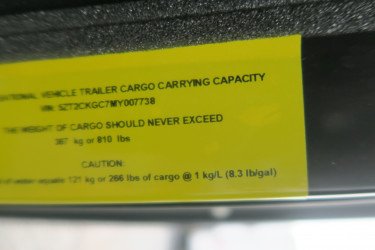 VEHICLE TRAILER CARGO CARRYING CAPACITY
VIN: 5ZT2CKGC7MY007738
THE WEIGHT OF CARGO SHOULD NEVER EXCEED
367 kg or 810 lbs
CAUTION:
121 kg or 266 lbs of cargo @ 1 kg/L (8.3 lb/gal)